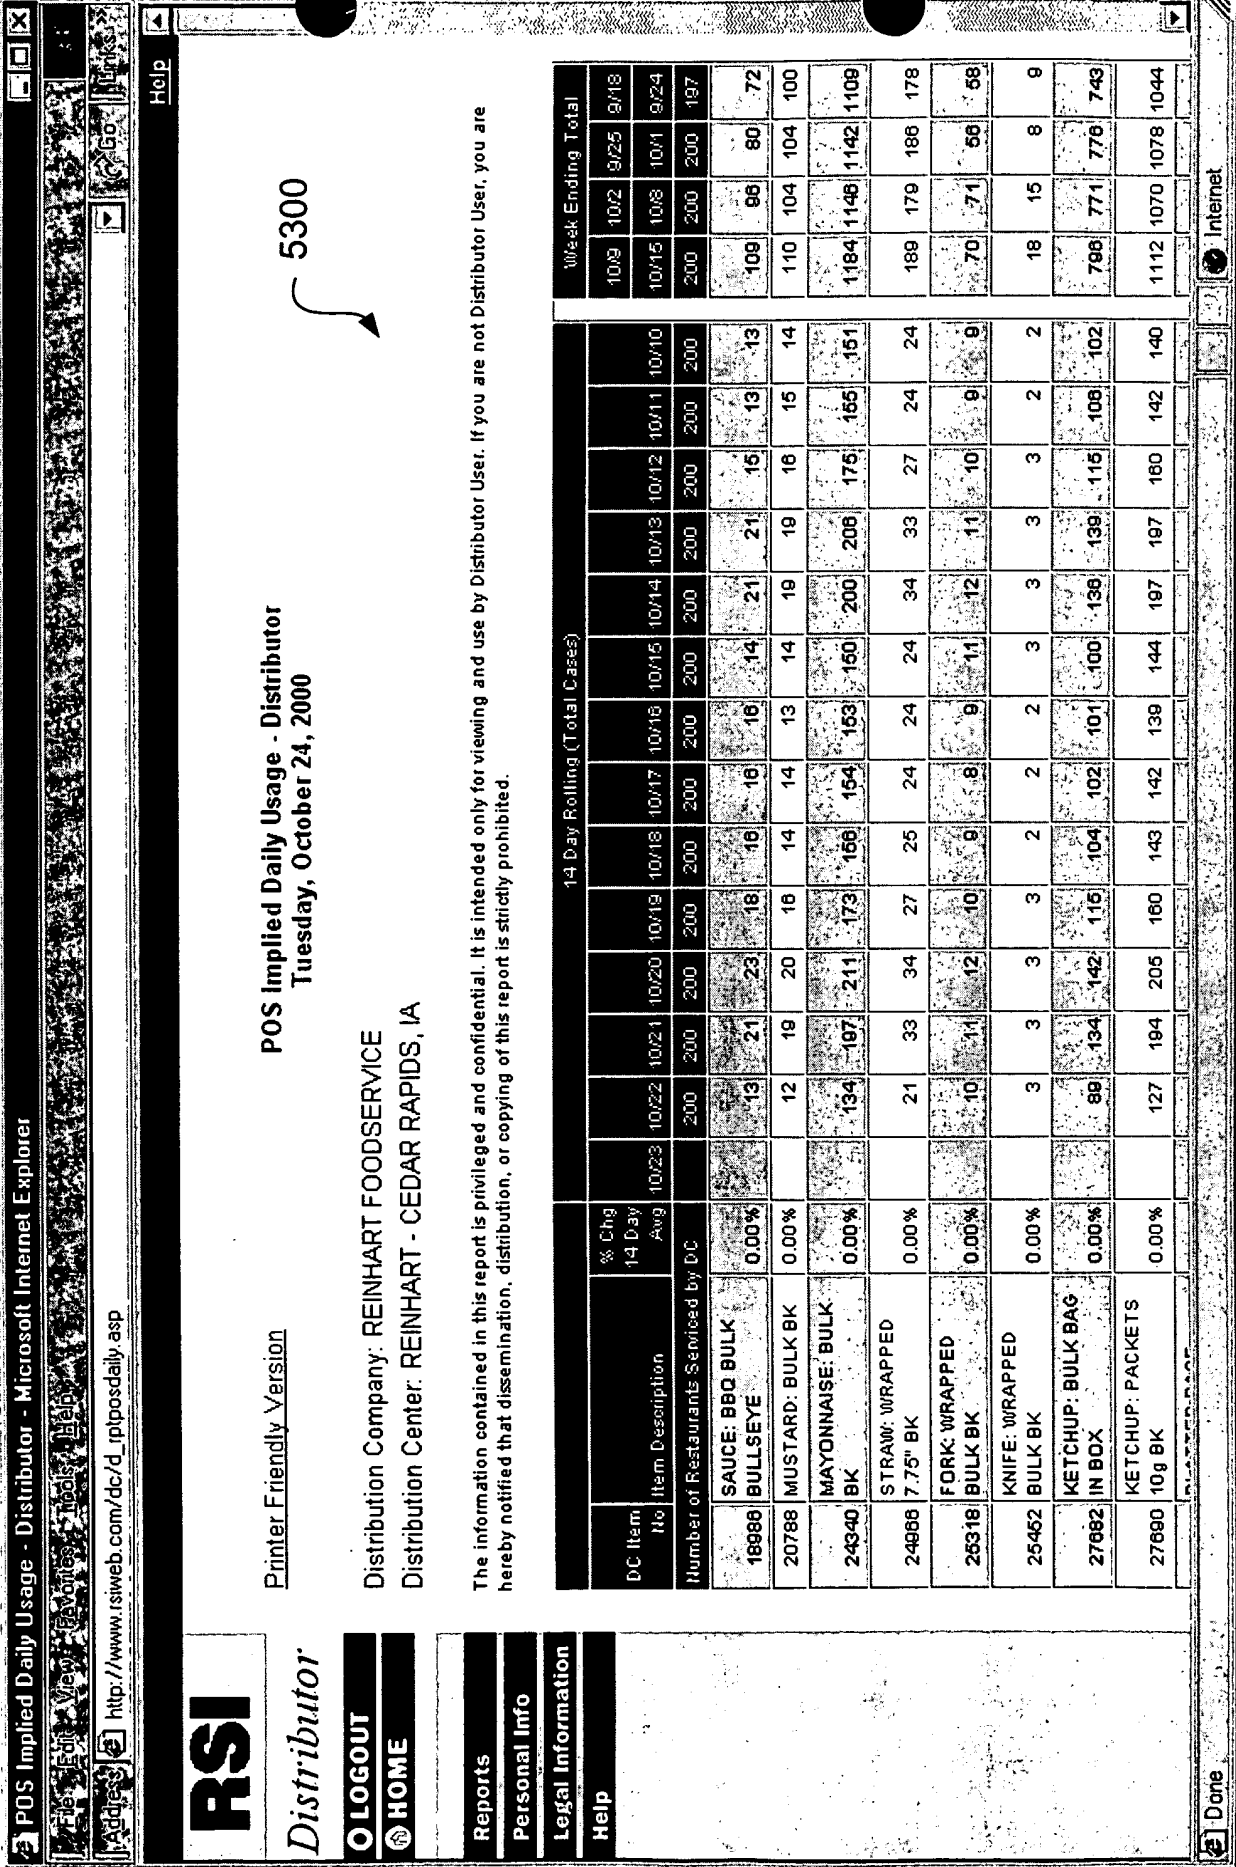 POS Implied Daily Usage - Distributor - Microsoft Internet Explorer
File Edit View Favorites Tools Help
Address http://www.rsiweb.com/dc/d_rptposdaily.asp Go Links »
Help
RSI
Distributor
LOGOUT
HOME
Reports
Personal Info
Legal Information
Help
Printer Friendly Version
POS Implied Daily Usage - Distributor
Tuesday, October 24, 2000
5300
Distribution Company: REINHART FOODSERVICE
Distribution Center: REINHART - CEDAR RAPIDS, IA
The information contained in this report is privileged and confidential. It is intended only for viewing and use by Distributor User. If you are not Distributor User, you are
hereby notified that dissemination, distribution, or copying of this report is strictly prohibited.
14 Day Rolling (Total Cases) Week Ending Total
DC Item No Item Description % Chg 14 Day Avg 10/23 10/22 10/21 10/20 10/19 10/18 10/17 10/16 10/15 10/14 10/13 10/12 10/11 10/10 10/9 10/15 10/2 10/8 9/25 10/1 9/18 9/24
Number of Restaurants Serviced by DC 200 200 200 200 200 200 200 200 200 200 200 200 200 200 200 200 197
18986 SAUCE: BBQ BULK BULLSEYE 0.00% 13 21 23 18 16 16 16 14 21 21 15 13 13 109 96 80 72
20788 MUSTARD: BULK BK 0.00% 12 19 20 16 14 14 13 14 19 19 16 15 14 110 104 104 100
24340 MAYONNAISE: BULK BK 0.00% 134 197 211 173 156 154 153 150 200 206 175 155 151 1184 1146 1142 1109
24966 STRAW: WRAPPED 7.75" BK 0.00% 21 33 34 27 25 24 24 24 34 33 27 24 24 189 179 186 178
25318 FORK: WRAPPED BULK BK 0.00% 10 11 12 10 9 8 9 11 12 11 10 9 9 70 71 56 58
25452 KNIFE: WRAPPED BULK BK 0.00% 3 3 3 3 2 2 2 3 3 3 3 2 2 18 15 8 9
27682 KETCHUP: BULK BAG IN BOX 0.00% 89 134 142 115 104 102 101 100 138 139 115 106 102 796 771 776 743
27690 KETCHUP: PACKETS 10g BK 0.00% 127 194 205 160 143 142 139 144 197 197 160 142 140 1112 1070 1078 1044
Done Internet